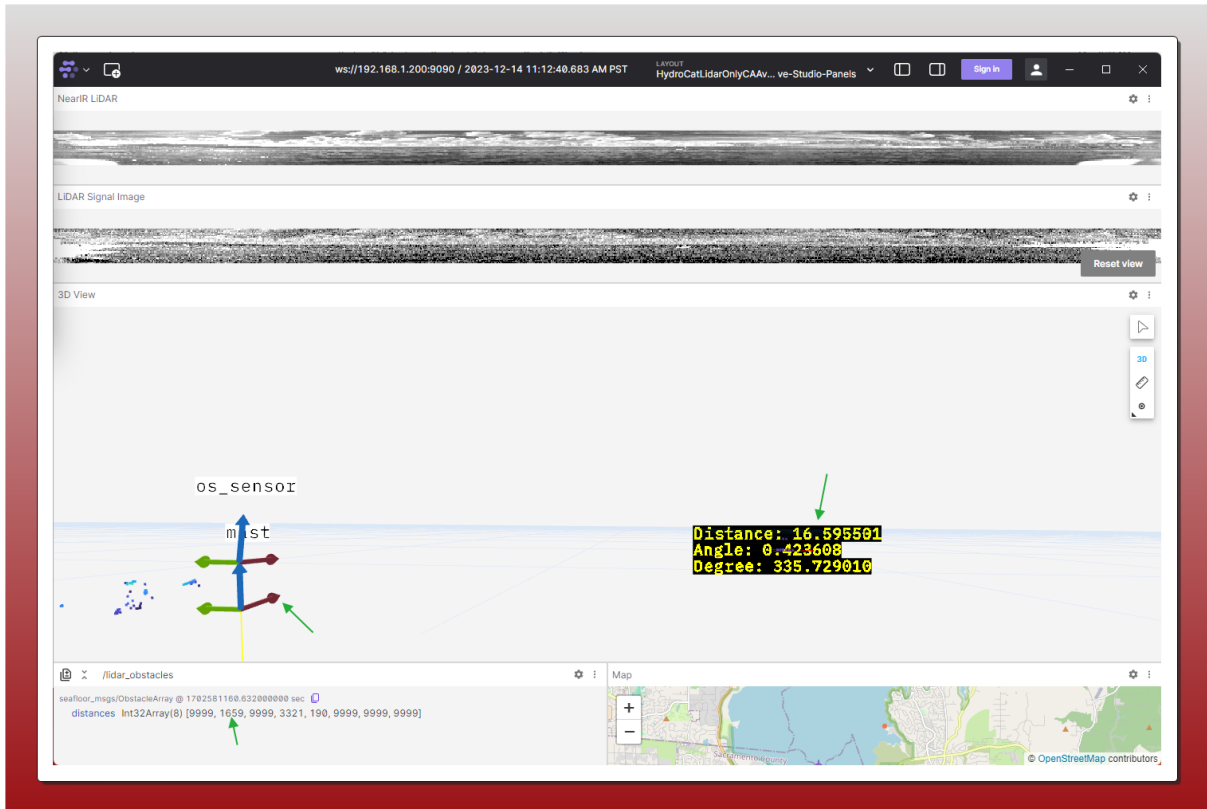 ws://192.168.1.200:9090 / 2023-12-14 11:12:40.683 AM PST
LAYOUT
HydroCatLidarOnlyCAAv... ve-Studio-Panels
Sign In
NearIR LiDAR
LiDAR Signal Image
Reset view
3D View
3D
os_sensor
mast
Distance: 16.595501
Angle: 0.423608
Degree: 335.729010
/lidar_obstacles
seafloor_msgs/ObstacleArray @ 1702581160.632000000 sec
distances Int32Array(8) [9999, 1659, 9999, 3321, 190, 9999, 9999, 9999]
Map
+
−
Sacramento County
© OpenStreetMap contributors